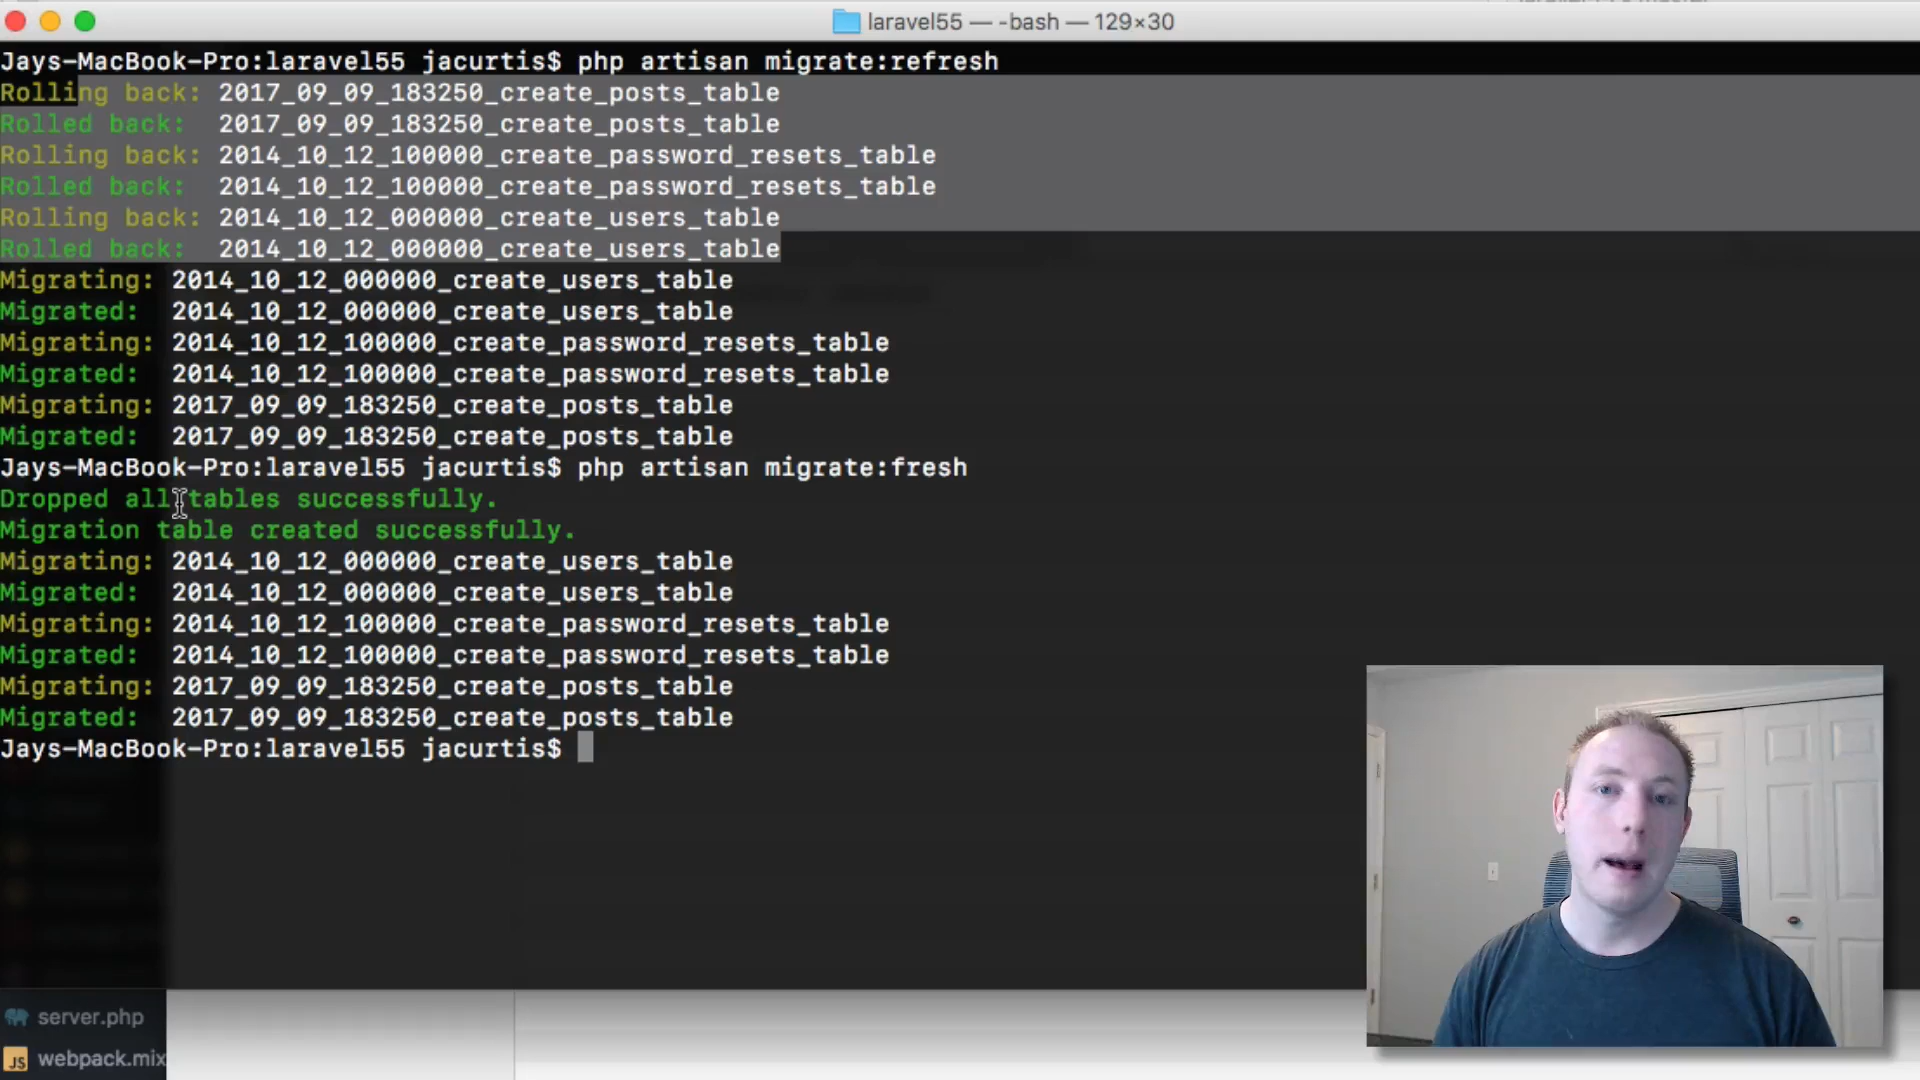 laravel55 — -bash — 129×30
Jays-MacBook-Pro:laravel55 jacurtis$ php artisan migrate:refresh
Rolling back: 2017_09_09_183250_create_posts_table
Rolled back:  2017_09_09_183250_create_posts_table
Rolling back: 2014_10_12_100000_create_password_resets_table
Rolled back:  2014_10_12_100000_create_password_resets_table
Rolling back: 2014_10_12_000000_create_users_table
Rolled back:  2014_10_12_000000_create_users_table
Migrating: 2014_10_12_000000_create_users_table
Migrated:  2014_10_12_000000_create_users_table
Migrating: 2014_10_12_100000_create_password_resets_table
Migrated:  2014_10_12_100000_create_password_resets_table
Migrating: 2017_09_09_183250_create_posts_table
Migrated:  2017_09_09_183250_create_posts_table
Jays-MacBook-Pro:laravel55 jacurtis$ php artisan migrate:fresh
Dropped all tables successfully.
Migration table created successfully.
Migrating: 2014_10_12_000000_create_users_table
Migrated:  2014_10_12_000000_create_users_table
Migrating: 2014_10_12_100000_create_password_resets_table
Migrated:  2014_10_12_100000_create_password_resets_table
Migrating: 2017_09_09_183250_create_posts_table
Migrated:  2017_09_09_183250_create_posts_table
Jays-MacBook-Pro:laravel55 jacurtis$
server.php
JS webpack.mix